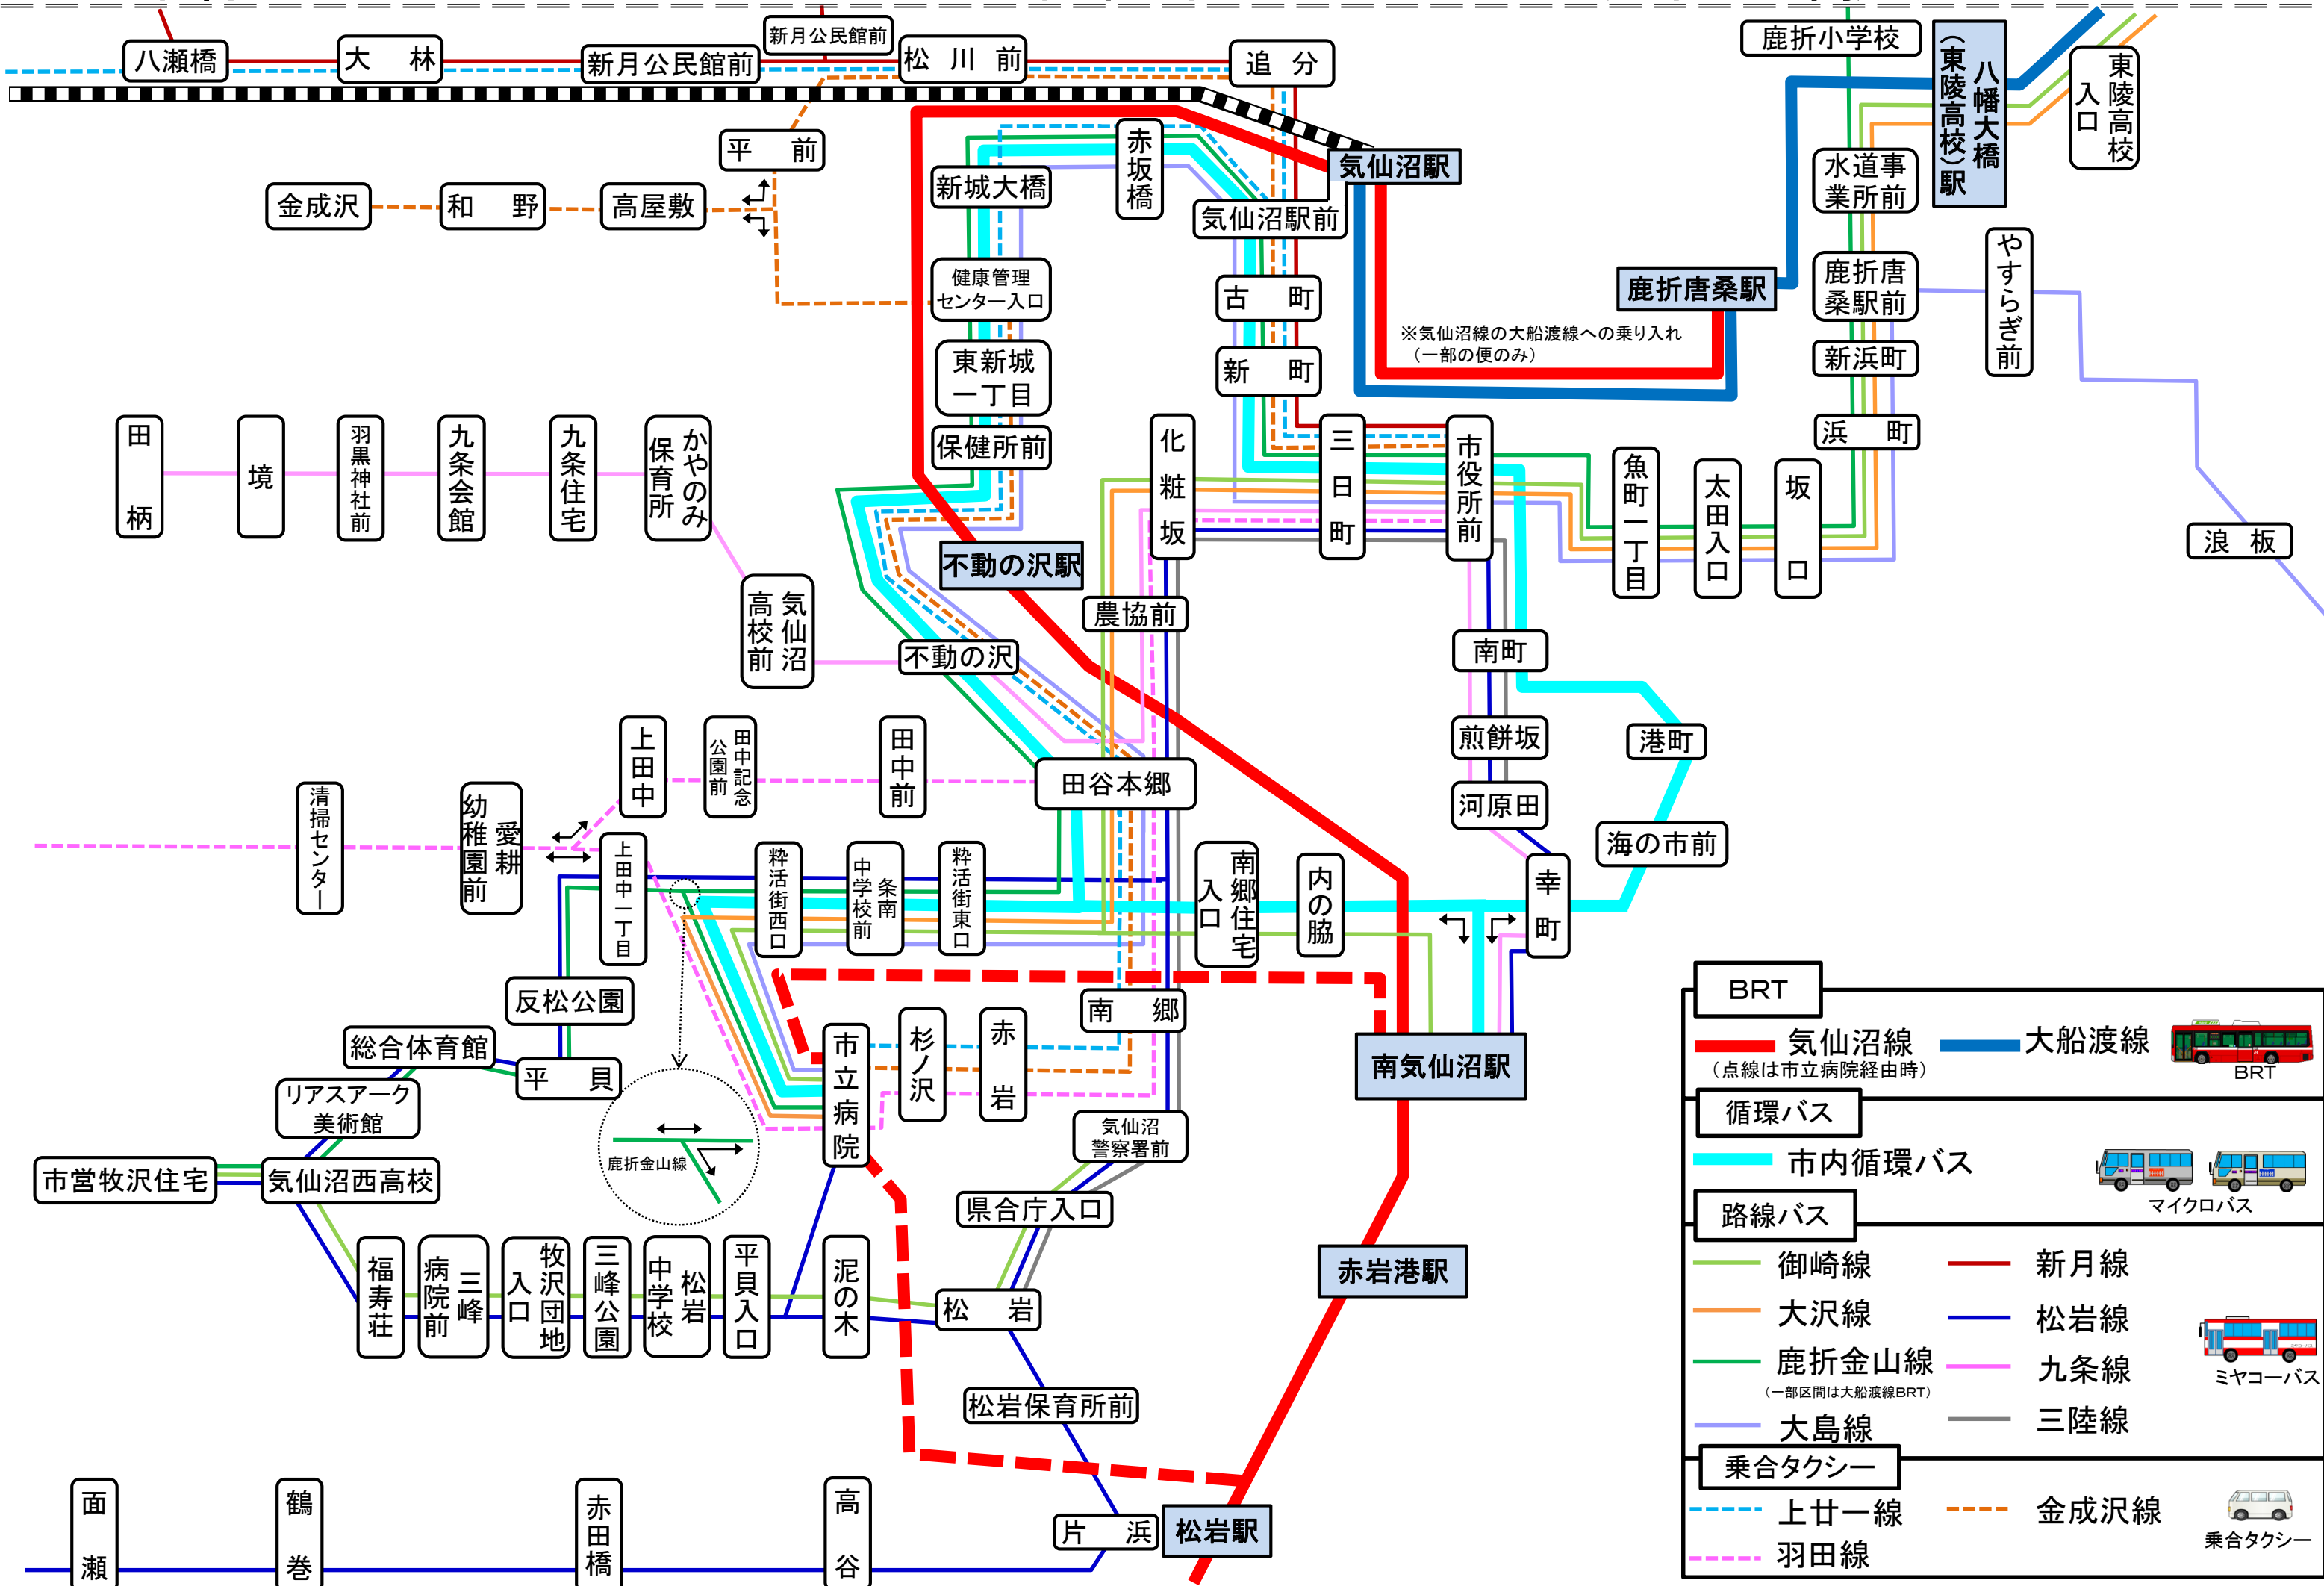 八瀬橋
大林
新月公民館前
新月公民館前
松川前
追分
鹿折小学校
八幡大橋
(東陵高校)駅
東陵高校
入口
平前
赤坂橋
気仙沼駅
水道事
業所前
金成沢
和野
高屋敷
新城大橋
気仙沼駅前
健康管理
センター入口
古町
鹿折唐桑駅
鹿折唐
桑駅前
やすらぎ前
※気仙沼線の大船渡線への乗り入れ
(一部の便のみ)
東新城
一丁目
新町
新浜町
保健所前
浜町
田柄
境
羽黒神社前
九条会館
九条住宅
かやのみ
保育所
化粧坂
三日町
市役所前
魚町一丁目
太田入口
坂口
浪板
不動の沢駅
気仙沼
高校前
農協前
不動の沢
南町
上田中
田中記念
公園前
田中前
田谷本郷
煎餅坂
港町
清掃センター
愛耕
幼稚園前
上田中一丁目
粋活街西口
条南
中学校前
粋活街東口
南郷住宅
入口
内の脇
河原田
海の市前
幸町
反松公園
総合体育館
平貝
リアスアーク
美術館
市営牧沢住宅
気仙沼西高校
鹿折金山線
市立病院
杉ノ沢
赤岩
南郷
南気仙沼駅
気仙沼
警察署前
県合庁入口
福寿荘
三峰
病院前
牧沢団地
入口
三峰公園
松岩
中学校
平貝入口
泥の木
松岩
赤岩港駅
松岩保育所前
面瀬
鶴巻
赤田橋
高谷
片浜
松岩駅
BRT
気仙沼線
(点線は市立病院経由時)
大船渡線
BRT
循環バス
市内循環バス
マイクロバス
路線バス
御崎線
新月線
大沢線
松岩線
鹿折金山線
(一部区間は大船渡線BRT)
九条線
ミヤコーバス
大島線
三陸線
乗合タクシー
上廿一線
金成沢線
乗合タクシー
羽田線